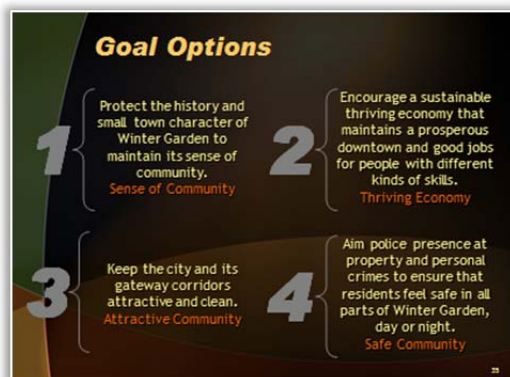 Goal Options
1
Protect the history and
small town character of
Winter Garden to
maintain its sense of
community.
Sense of Community
2
Encourage a sustainable
thriving economy that
maintains a prosperous
downtown and good jobs
for people with different
kinds of skills.
Thriving Economy
3
Keep the city and its
gateway corridors
attractive and clean.
Attractive Community
4
Aim police presence at
property and personal
crimes to ensure that
residents feel safe in all
parts of Winter Garden,
day or night.
Safe Community